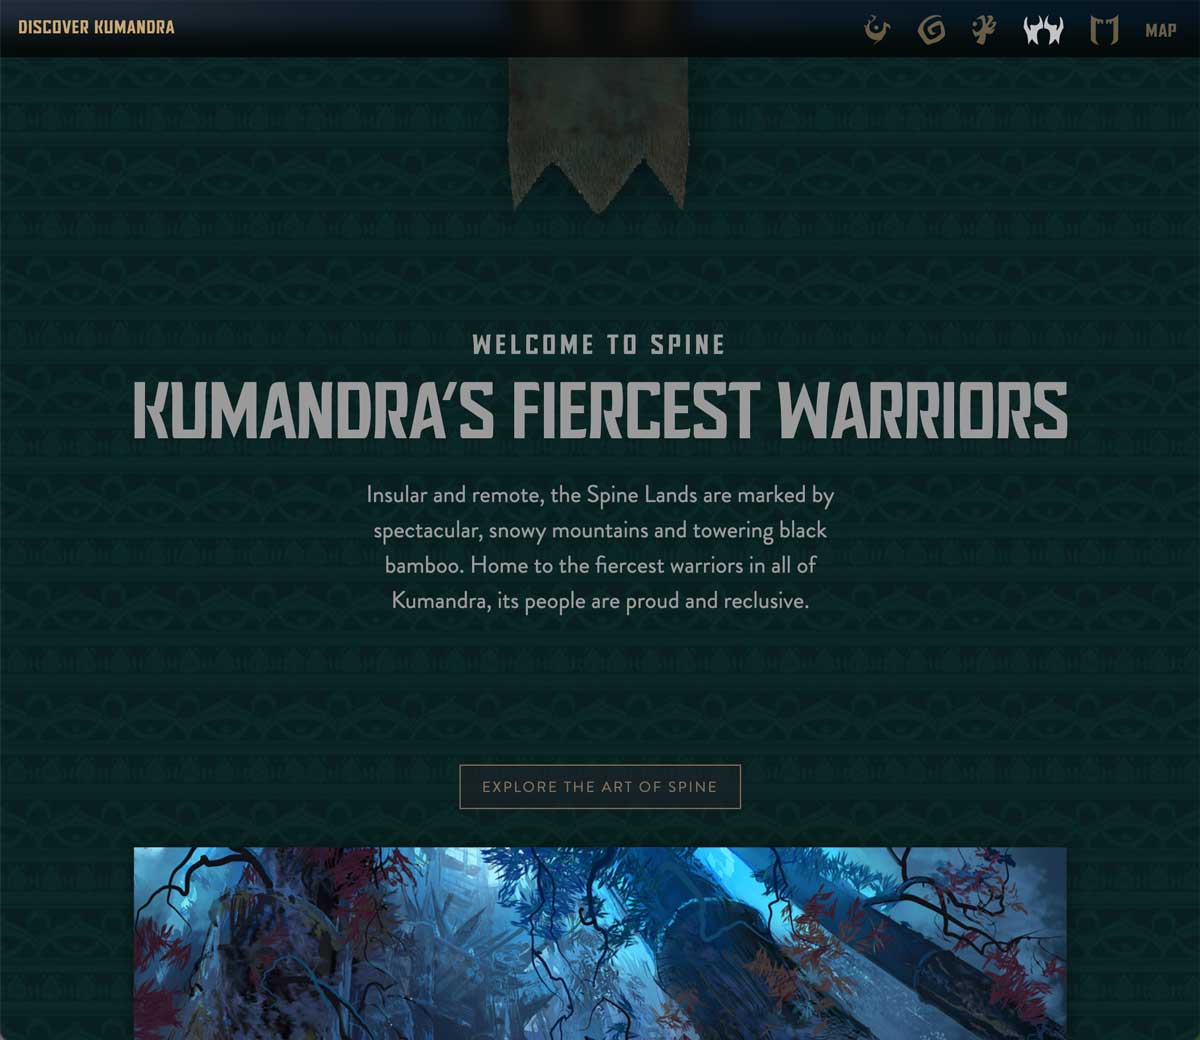 DISCOVER KUMANDRA
MAP
WELCOME TO SPINE
KUMANDRA'S FIERCEST WARRIORS
Insular and remote, the Spine Lands are marked by
spectacular, snowy mountains and towering black
bamboo. Home to the fiercest warriors in all of
Kumandra, its people are proud and reclusive.
EXPLORE THE ART OF SPINE